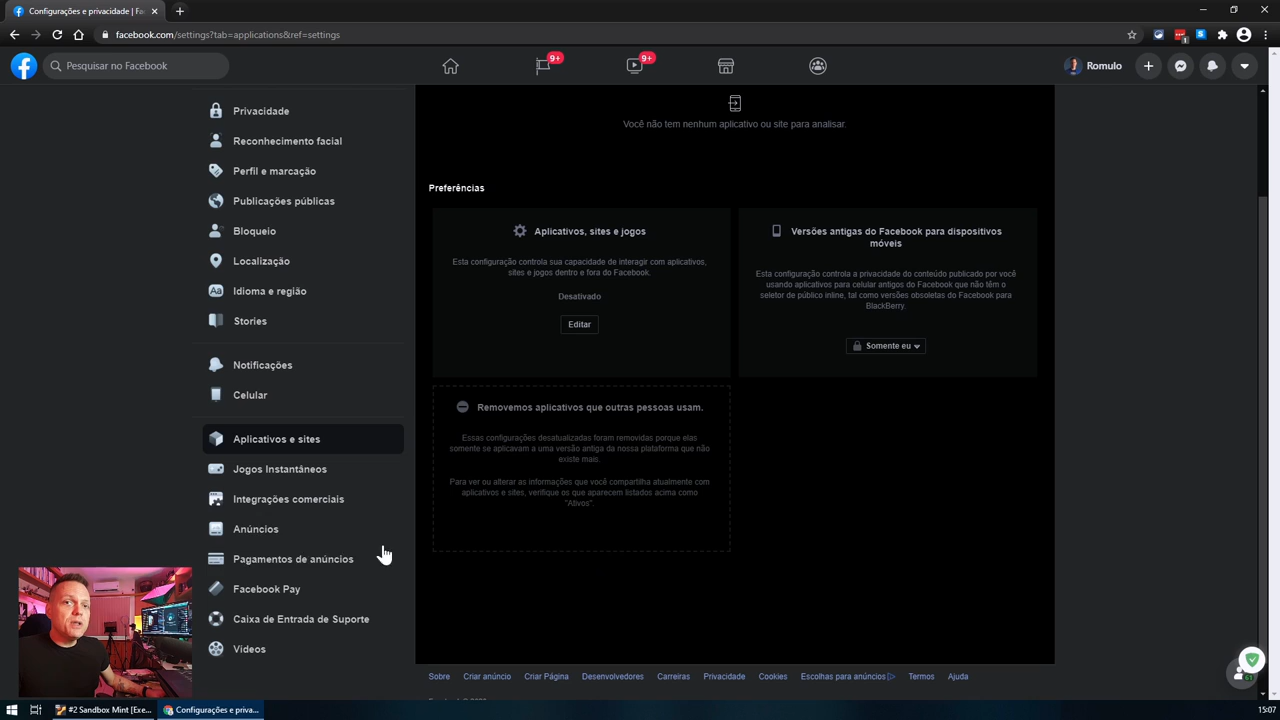 Configurações e privacidade | Fa
facebook.com/settings?tab=applications&ref=settings
1
Pesquisar no Facebook
9+
9+
Romulo
Privacidade
Reconhecimento facial
Perfil e marcação
Publicações públicas
Bloqueio
Localização
Aa
Idioma e região
Stories
Notificações
Celular
Aplicativos e sites
Jogos Instantâneos
Integrações comerciais
Anúncios
Pagamentos de anúncios
Facebook Pay
Caixa de Entrada de Suporte
Vídeos
Você não tem nenhum aplicativo ou site para analisar.
Preferências
Aplicativos, sites e jogos
Esta configuração controla sua capacidade de interagir com aplicativos,
sites e jogos dentro e fora do Facebook.
Desativado
Editar
Versões antigas do Facebook para dispositivos
móveis
Esta configuração controla a privacidade do conteúdo publicado por você
usando aplicativos para celular antigos do Facebook que não têm o
seletor de público inline, tal como versões obsoletas do Facebook para
BlackBerry.
Somente eu
Removemos aplicativos que outras pessoas usam.
Essas configurações desatualizadas foram removidas porque elas
somente se aplicavam a uma versão antiga da nossa plataforma que não
existe mais.
Para ver ou alterar as informações que você compartilha atualmente com
aplicativos e sites, verifique os que aparecem listados acima como
"Ativos".
Sobre Criar anúncio Criar Página Desenvolvedores Carreiras Privacidade Cookies Escolhas para anúncios Termos Ajuda
61
#2 Sandbox Mint [Exe...
Configurações e priva...
15:07